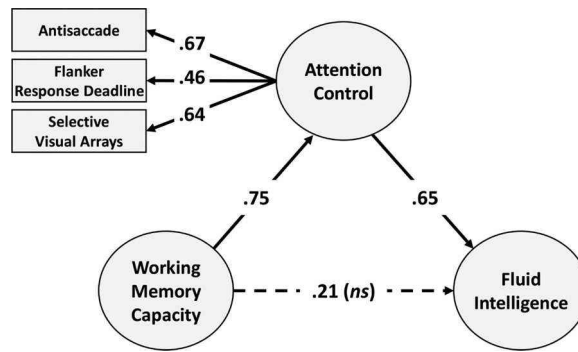 Antisaccade
.67
Flanker
Response Deadline
.46
Selective
Visual Arrays
.64
Attention
Control
.75
.65
Working
Memory
Capacity
.21 (ns)
Fluid
Intelligence